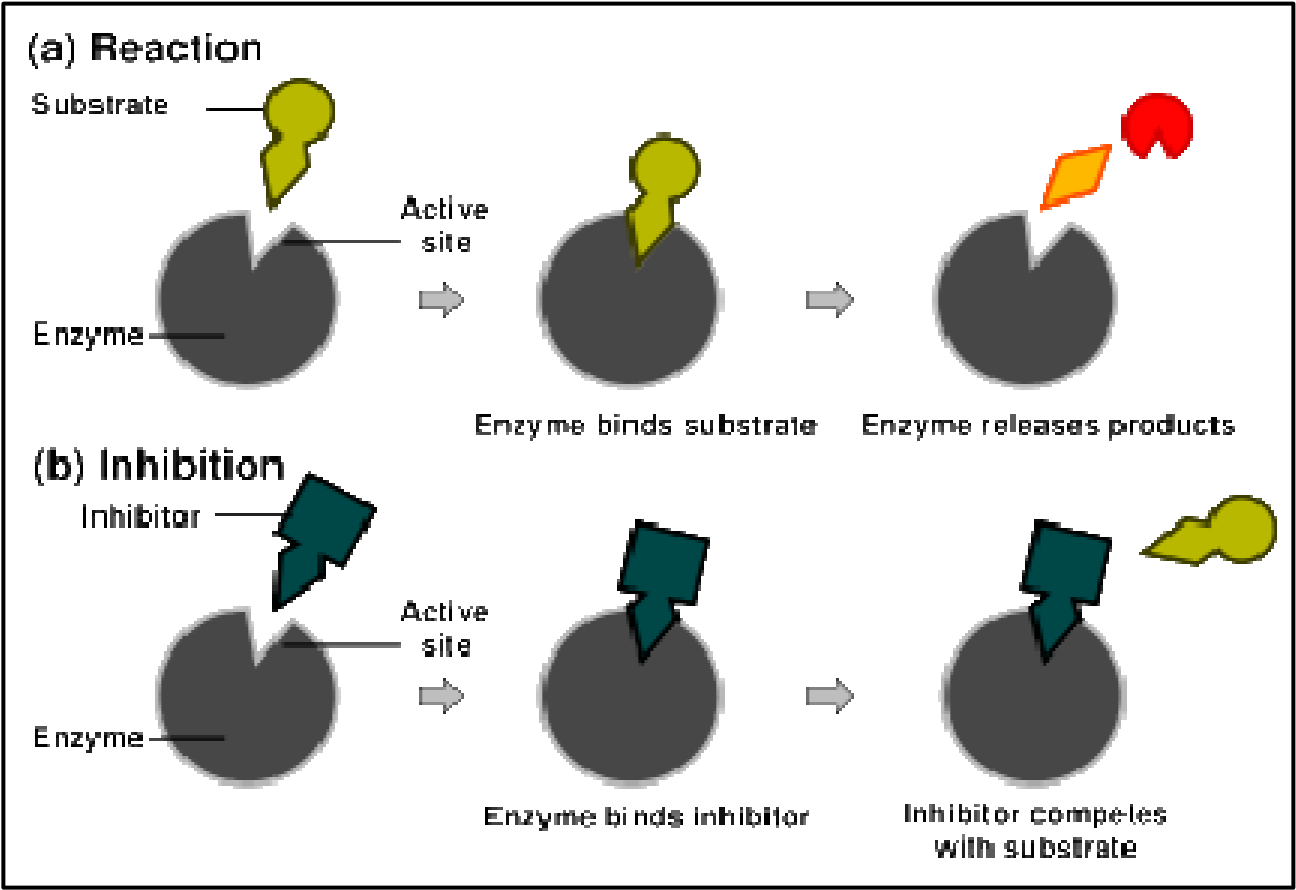 (a) Reaction
Substrate
Active
site
Enzyme
Enzyme binds substrate
Enzyme releases products
(b) Inhibition
Inhibitor
Active
site
Enzyme
Enzyme binds inhibitor
Inhibitor competes
with substrate